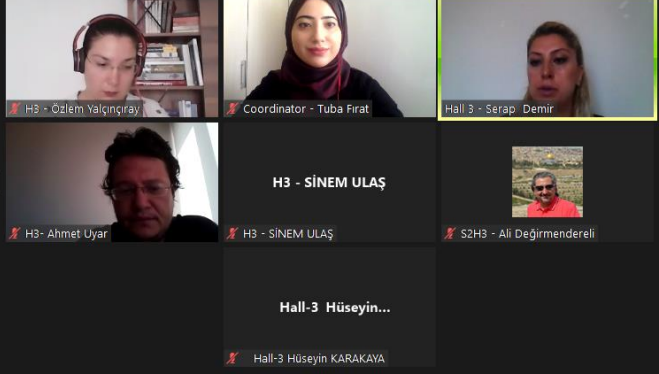 H3 - Özlem Yalçınçıray
Coordinator - Tuba Fırat
Hall 3 - Serap Demir
H3- Ahmet Uyar
H3 - SİNEM ULAŞ
H3 - SİNEM ULAŞ
S2H3 - Ali Değirmendereli
Hall-3 Hüseyin...
Hall-3 Hüseyin KARAKAYA